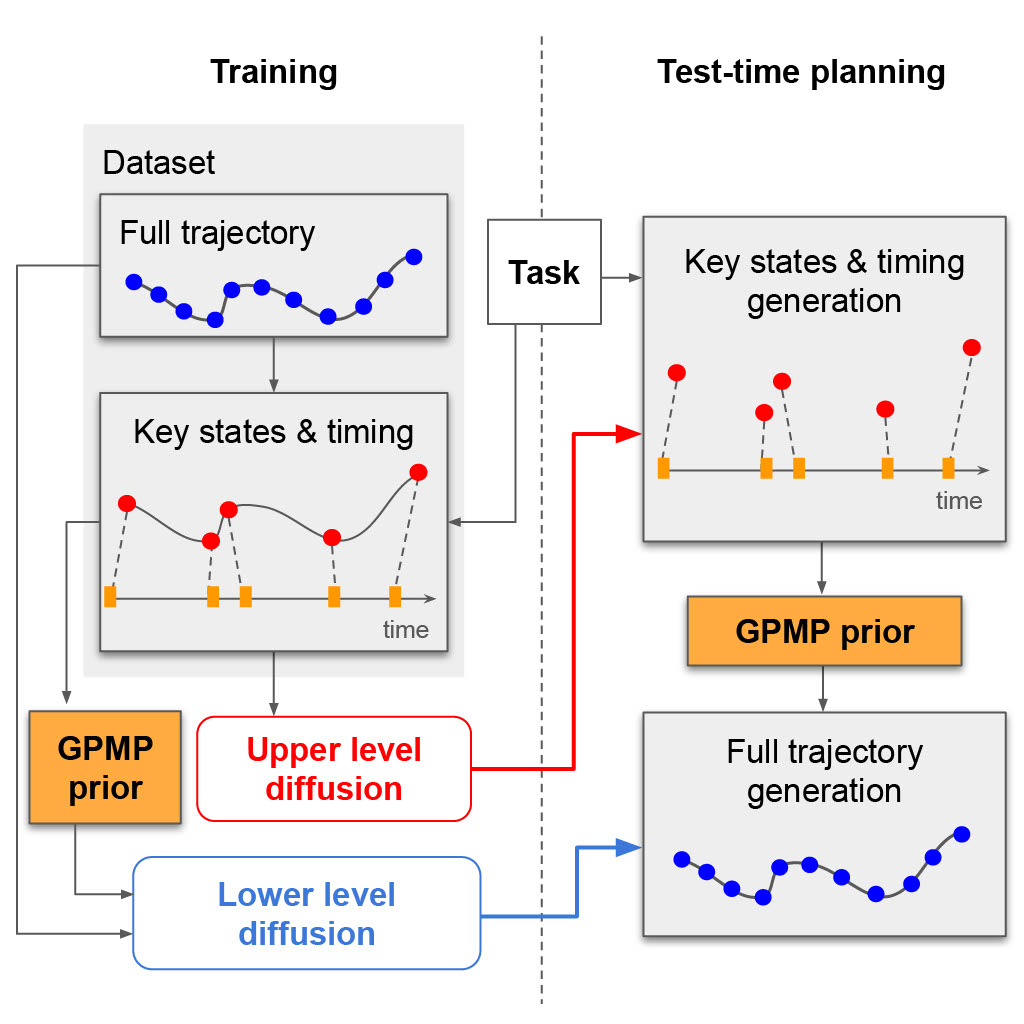 Training
Test-time planning
Dataset
Full trajectory
Task
Key states & timing
generation
time
Key states & timing
time
GPMP prior
GPMP
prior
Upper level
diffusion
Full trajectory
generation
Lower level
diffusion